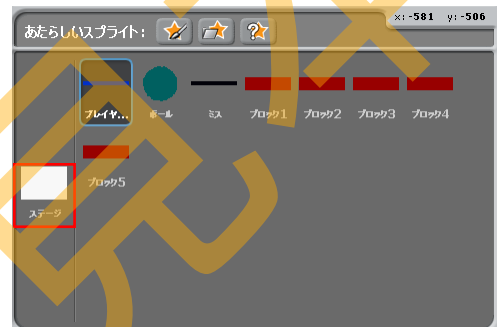 x: -581 y: -506
あたらしいスプライト:
プレイヤ... ボール ミス ブロック1 ブロック2 ブロック3 ブロック4
ブロック5
ステージ
見本